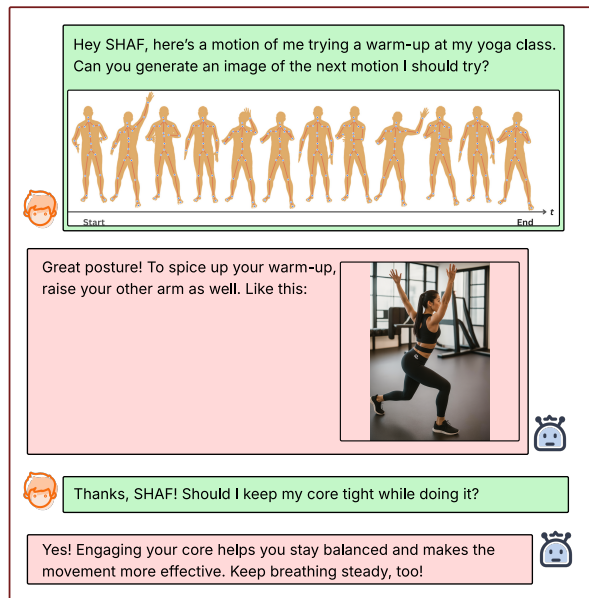 Hey SHAF, here's a motion of me trying a warm-up at my yoga class.
Can you generate an image of the next motion I should try?
t
Start
End
Great posture! To spice up your warm-up,
raise your other arm as well. Like this:
Thanks, SHAF! Should I keep my core tight while doing it?
Yes! Engaging your core helps you stay balanced and makes the
movement more effective. Keep breathing steady, too!